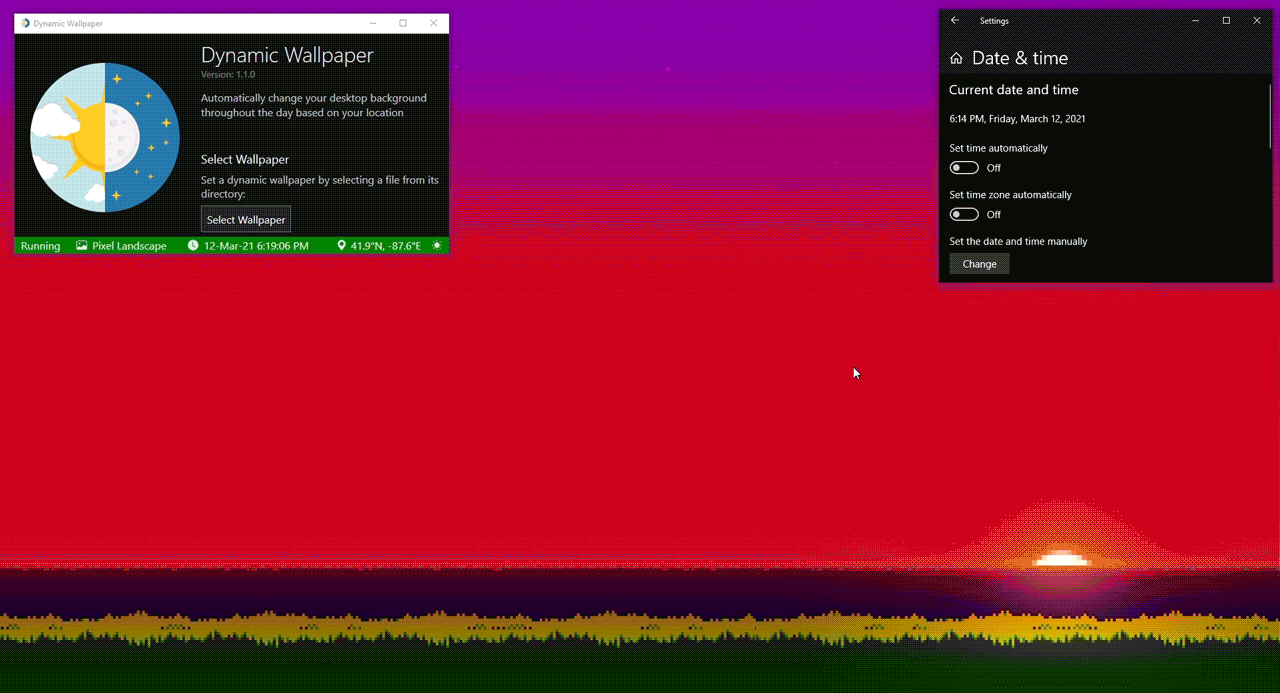 Dynamic Wallpaper
Dynamic Wallpaper
Version: 1.1.0
Automatically change your desktop background
throughout the day based on your location
Select Wallpaper
Set a dynamic wallpaper by selecting a file from its
directory:
Select Wallpaper
Running Pixel Landscape 12-Mar-21 6:19:06 PM 41.9°N, -87.6°E
Settings
Date & time
Current date and time
6:14 PM, Friday, March 12, 2021
Set time automatically
Off
Set time zone automatically
Off
Set the date and time manually
Change